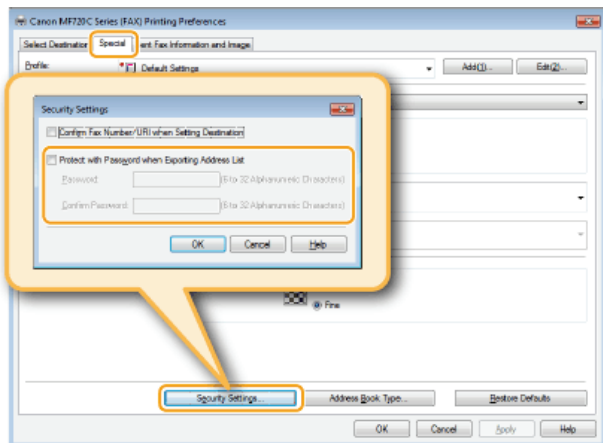 Canon MF720C Series (FAX) Printing Preferences
Select Destination Special ent Fax Information and Image
Profile: Default Settings Add(1)... Edit(2)...
Security Settings
Confirm Fax Number/URI when Setting Destination
Protect with Password when Exporting Address List
Password: (6 to 32 Alphanumeric Characters)
Confirm Password: (6 to 32 Alphanumeric Characters)
OK Cancel Help
Fine
Security Settings... Address Book Type... Restore Defaults
OK Cancel Apply Help